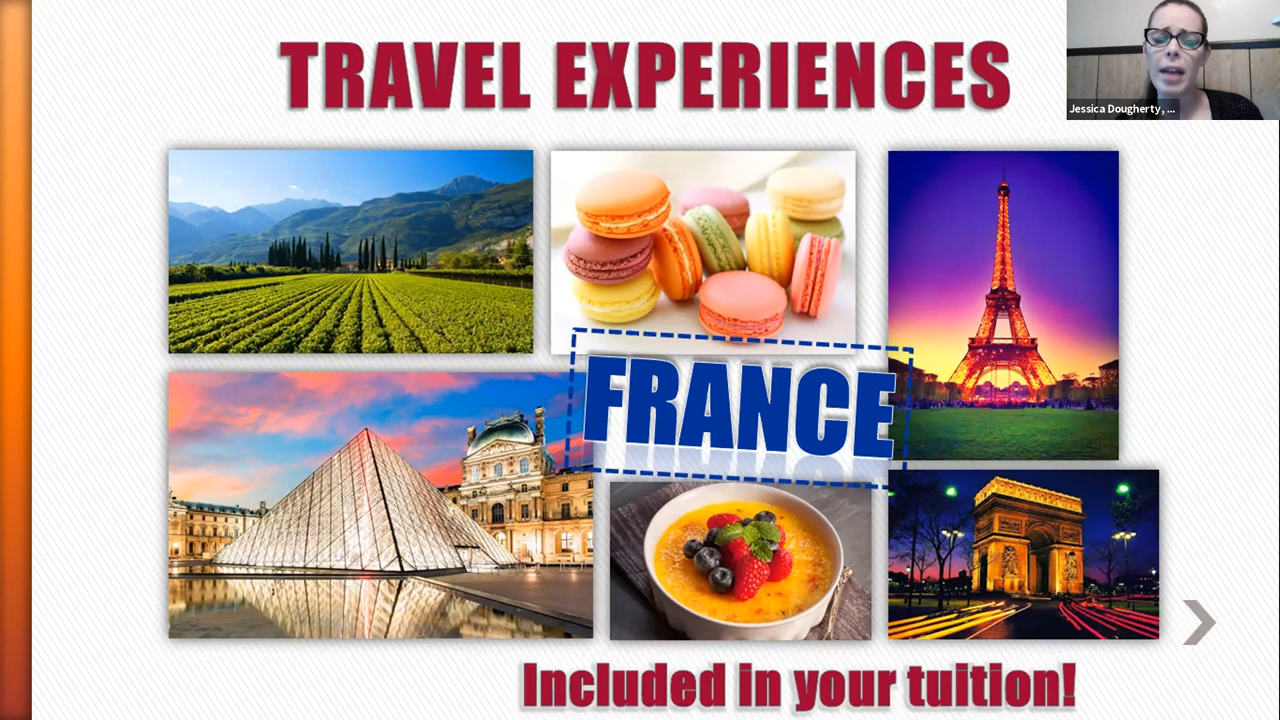 TRAVEL EXPERIENCES
Jessica Dougherty, ...
FRANCE
Included in your tuition!